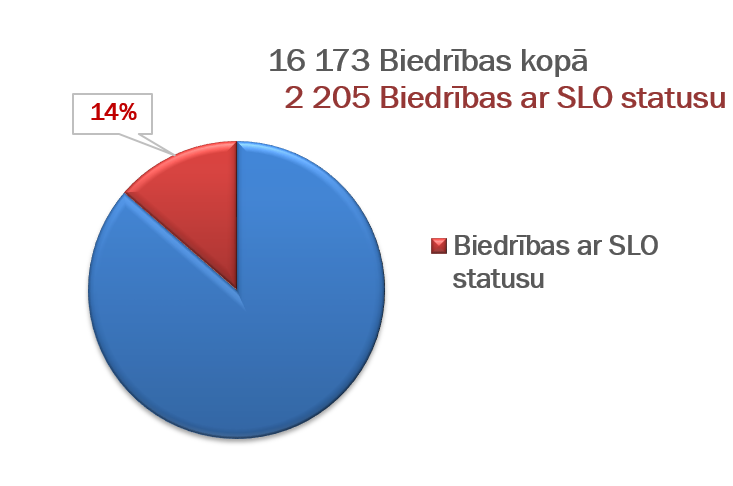 16 173 Biedrības kopā
2 205 Biedrības ar SLO statusu
14%
Biedrības ar SLO
statusu